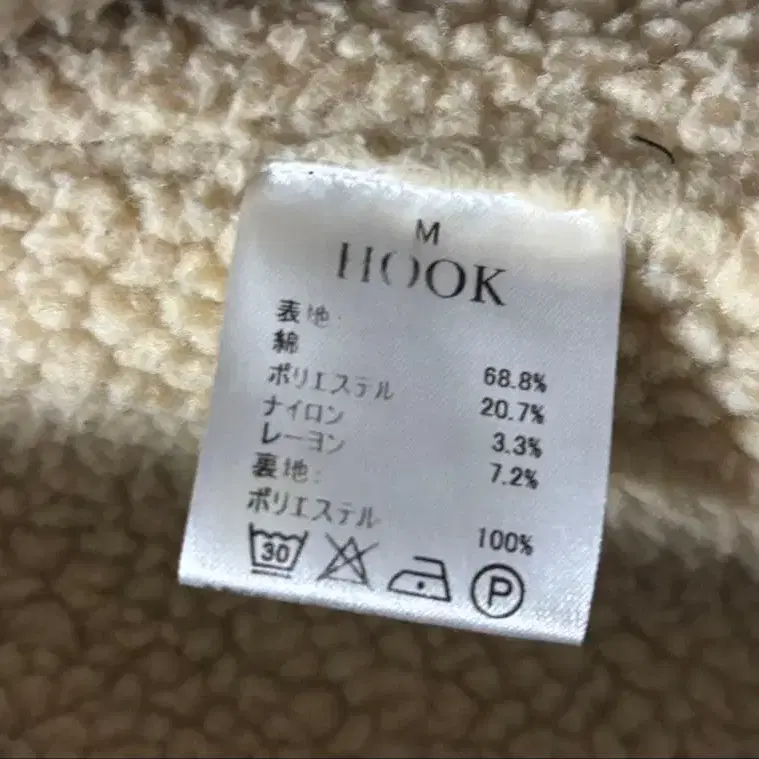 M
HOOK
表地:
綿 68.8%
ポリエステル 20.7%
ナイロン 3.3%
レーヨン 7.2%
裏地:
ポリエステル 100%
30 P